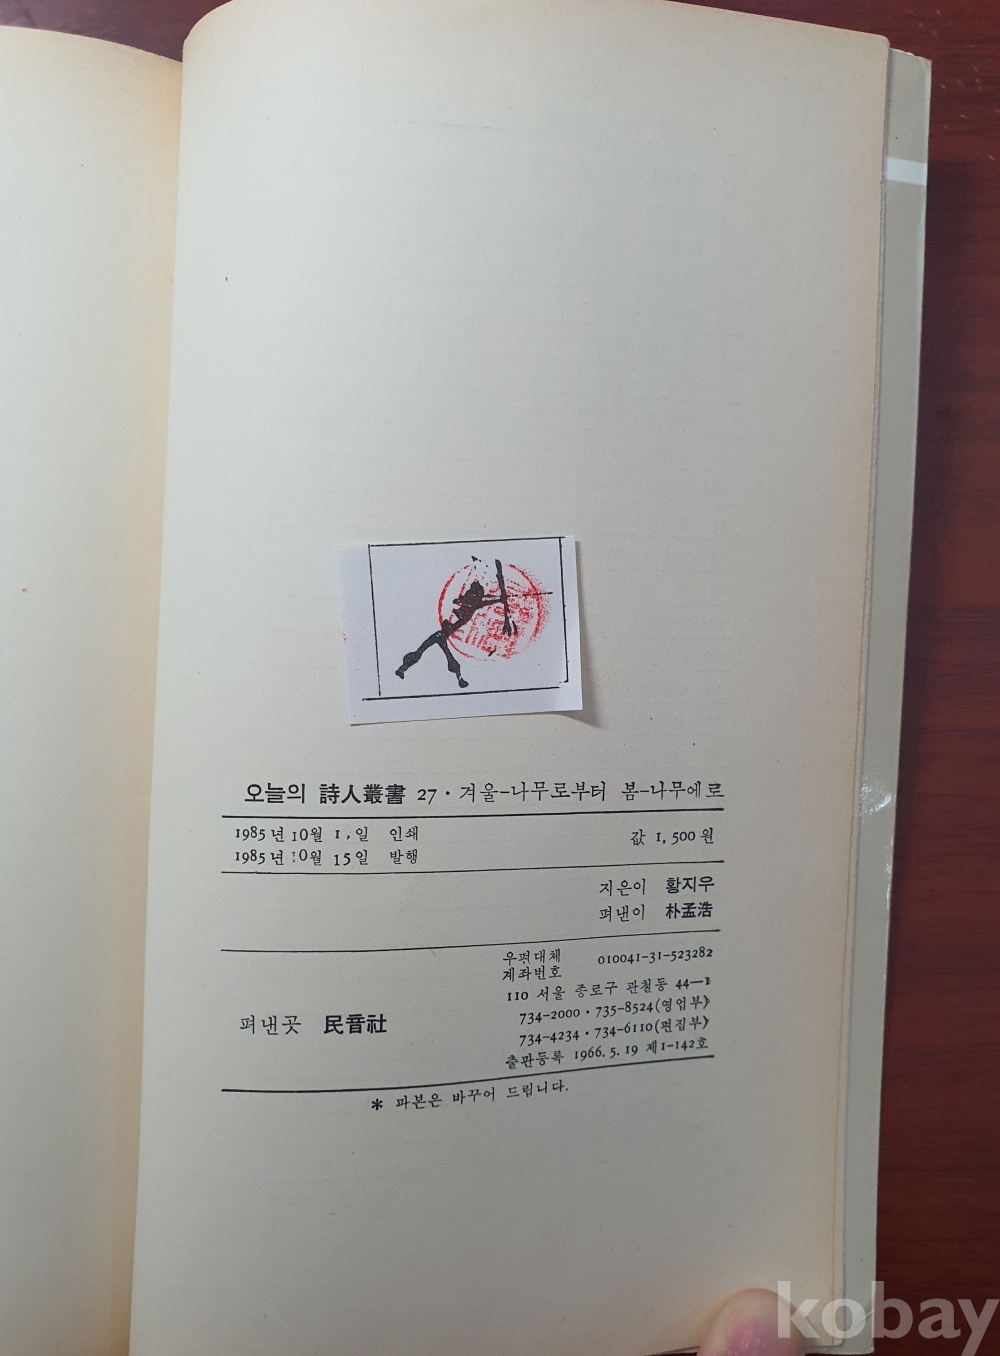 오늘의 詩人叢書 27·겨울-나무로부터 봄-나무에로
1985년 10월 1, 일 인쇄
1985년 10월 15일 발행
값 1,500원
지은이 황지우
펴낸이 朴孟浩
우편대체
계좌번호 010041-31-523282
110 서울 종로구 관철동 44-1
펴낸곳 民音社
734-2000·735-8524(영업부)
734-4234·734-6110(편집부)
출판등록 1966.5.19 제1-142호
* 파본은 바꾸어 드립니다.
kobay